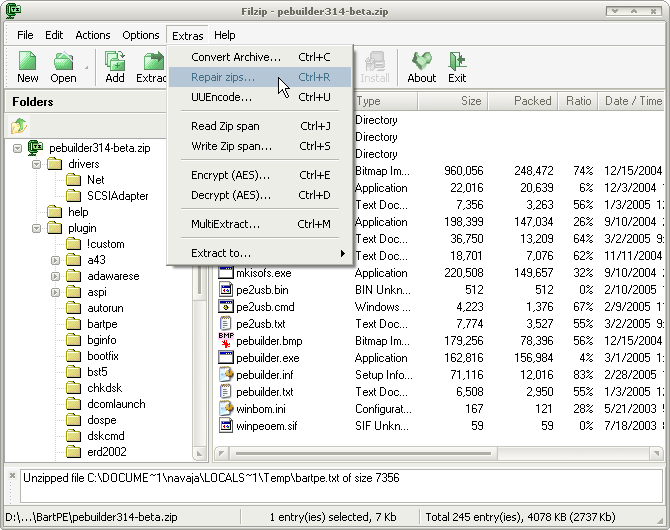 Filzip - pebuilder314-beta.zip
File Edit Actions Options Extras Help
New Open Add Extrac Install About Exit
Convert Archive... Ctrl+C
Repair zips... Ctrl+R
UUEncode... Ctrl+U
Read Zip span Ctrl+J
Write Zip span... Ctrl+S
Encrypt (AES)... Ctrl+E
Decrypt (AES)... Ctrl+D
MultiExtract... Ctrl+M
Extract to...
Folders
pebuilder314-beta.zip
drivers
Net
SCSIAdapter
help
plugin
!custom
a43
adawarese
aspi
autorun
bartpe
bginfo
bootfix
bst5
chkdsk
dcomlaunch
dospe
dskcmd
erd2002
Type Size Packed Ratio Date / Time
Directory
Directory
Directory
Bitmap Im... 960,056 248,472 74% 12/15/2004
Application 22,016 20,639 6% 12/3/2004 1
Text Doc... 7,356 3,263 56% 1/3/2005 12
Application 198,399 147,034 26% 9/10/2004 2
Text Doc... 36,750 13,209 64% 3/2/2005 9:
Text Doc... 18,701 7,076 62% 11/11/2004
mkisofs.exe Application 220,508 149,657 32% 9/10/2004 2
pe2usb.bin BIN Unkn... 512 512 0% 2/10/2005 1
pe2usb.cmd Windows ... 4,223 1,376 67% 2/9/2005 11
pe2usb.txt Text Doc... 7,774 3,527 55% 3/2/2005 9:
BMP pebuilder.bmp Bitmap Im... 179,256 78,396 56% 12/15/2004
pebuilder.exe Application 162,816 156,984 4% 3/1/2005 11
pebuilder.inf Setup Info... 71,116 12,019 83% 2/28/2005 1
pebuilder.txt Text Doc... 6,508 2,950 55% 1/3/2005 12
winbom.ini Configurat... 167 121 28% 5/21/2003 9
winpeoem.sif SIF Unkn... 59 59 0% 7/18/2003 6
Unzipped file C:\DOCUME~1\navaja\LOCALS~1\Temp\bartpe.txt of size 7356
D:\...\BartPE\pebuilder314-beta.zip 1 entry(ies) selected, 7 Kb Total 245 entry(ies), 4078 KB (2737 Kb)